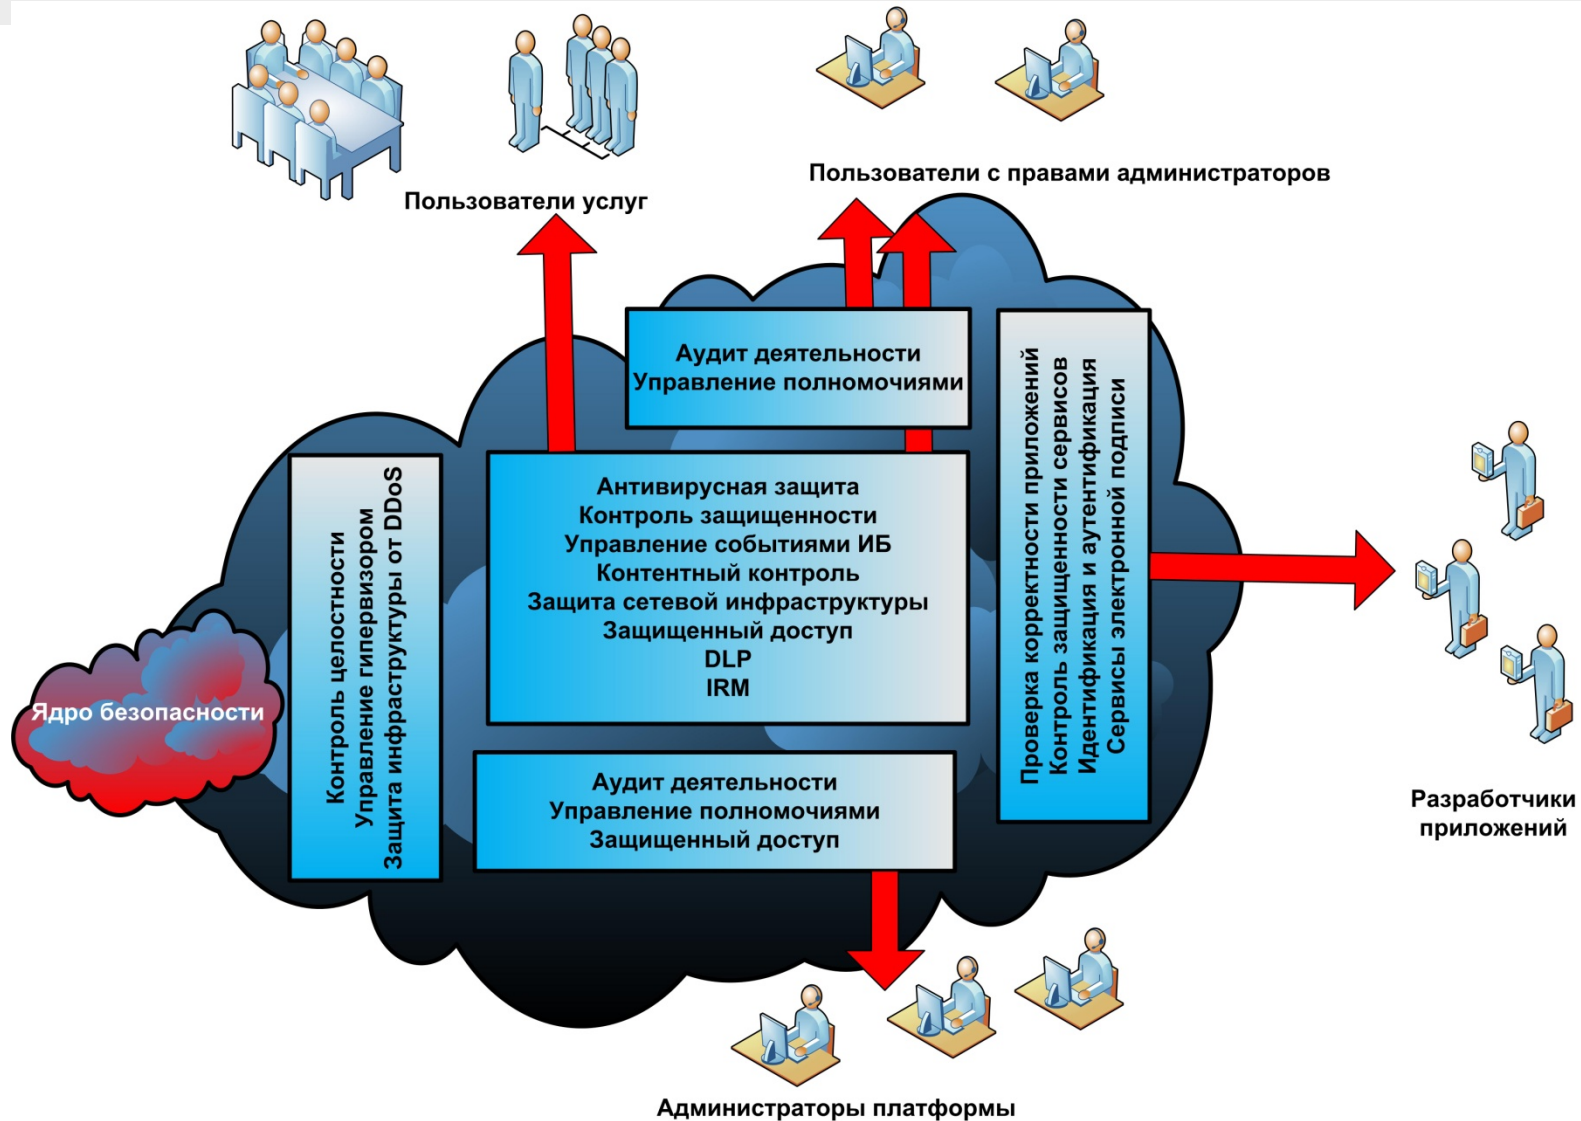 Пользователи услуг
Пользователи с правами администраторов
Аудит деятельности
Управление полномочиями
Антивирусная защита
Контроль защищенности
Управление событиями ИБ
Контентный контроль
Защита сетевой инфраструктуры
Защищенный доступ
DLP
IRM
Контроль целостности
Управление гипервизором
Защита инфраструктуры от DDoS
Ядро безопасности
Проверка корректности приложений
Контроль защищенности сервисов
Идентификация и аутентификация
Сервисы электронной подписи
Аудит деятельности
Управление полномочиями
Защищенный доступ
Разработчики
приложений
Администраторы платформы